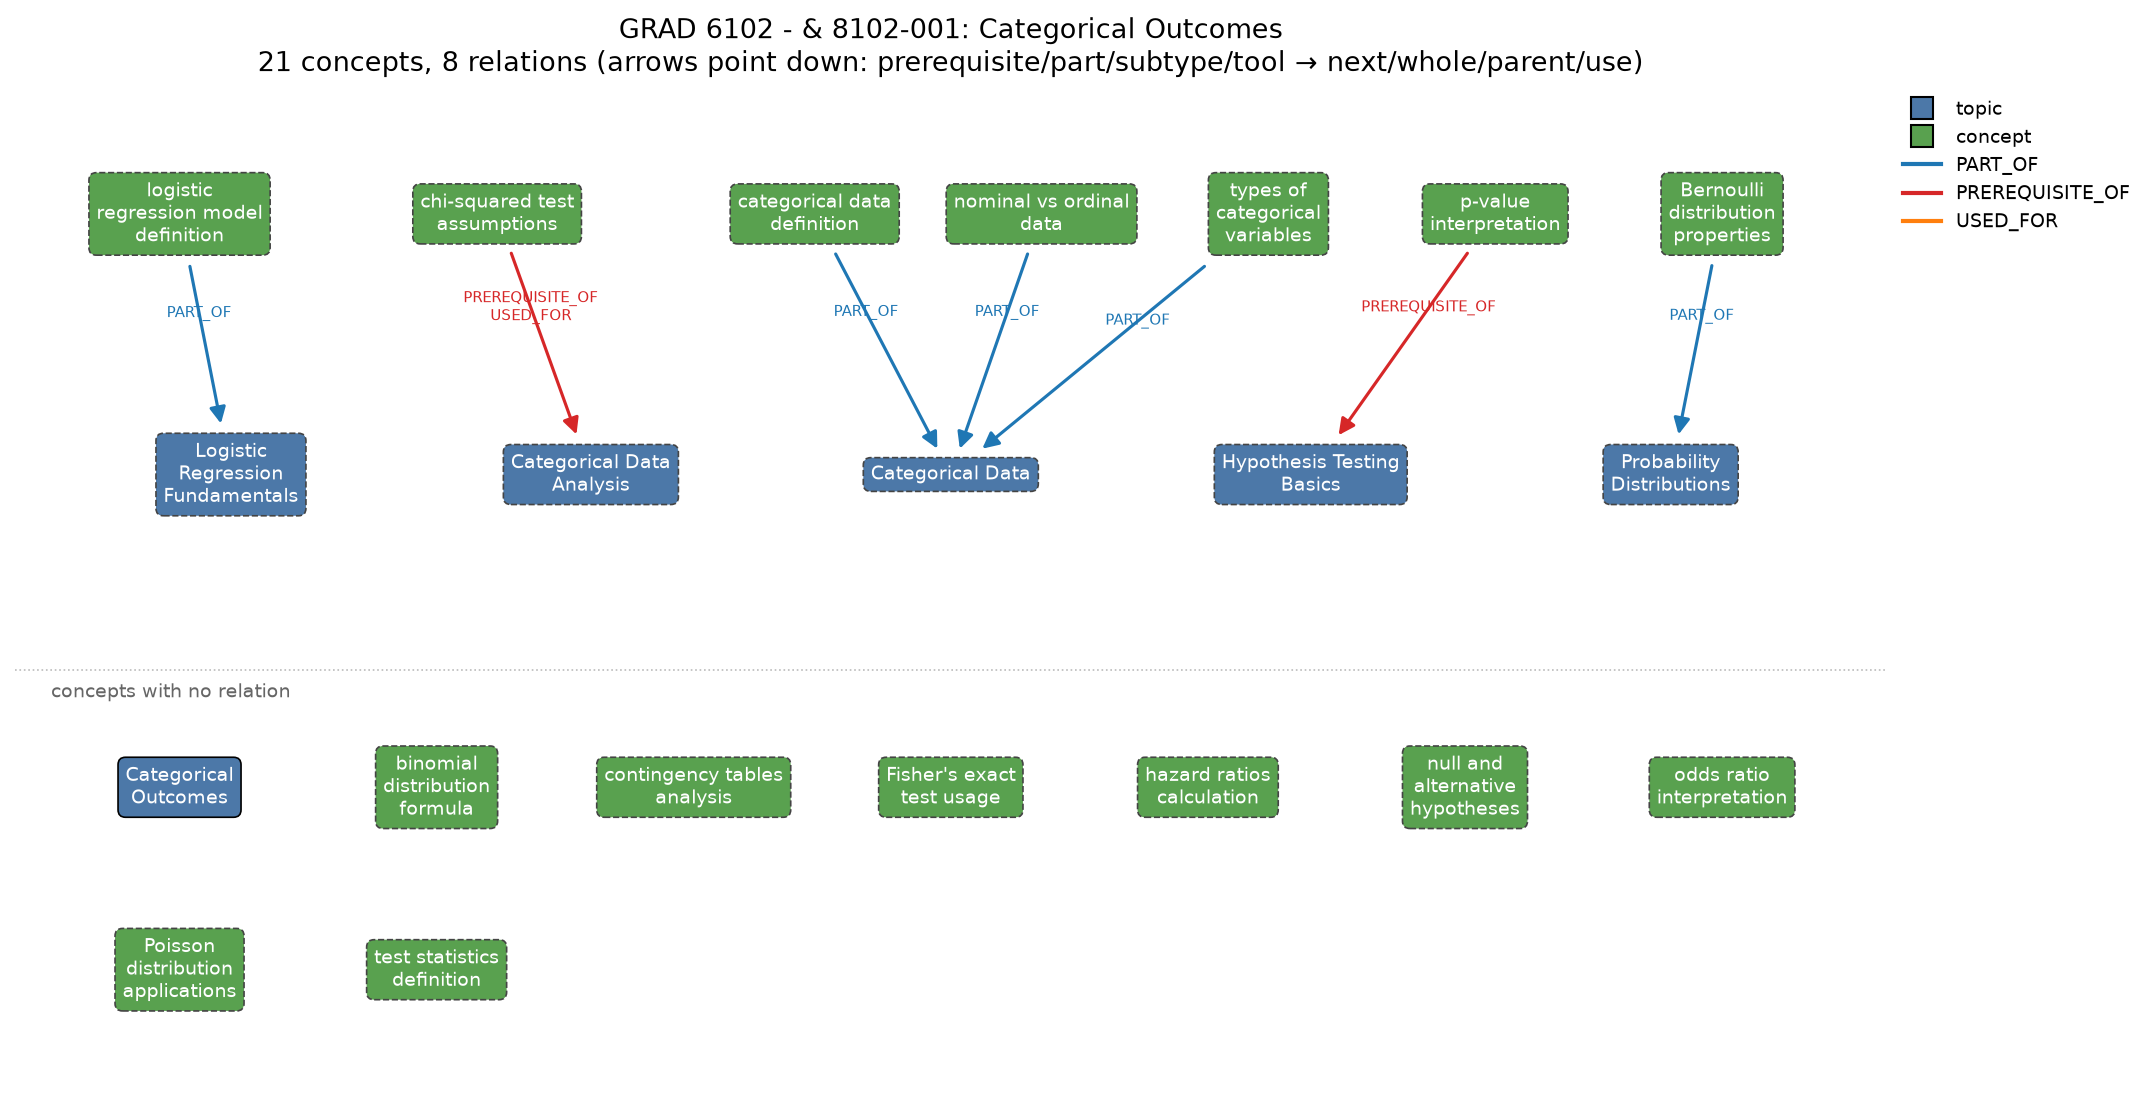 GRAD 6102 - & 8102-001: Categorical Outcomes
21 concepts, 8 relations (arrows point down: prerequisite/part/subtype/tool → next/whole/parent/use)
topic
concept
PART_OF
PREREQUISITE_OF
USED_FOR
logistic
regression model
definition
chi-squared test
assumptions
categorical data
definition
nominal vs ordinal
data
types of
categorical
variables
p-value
interpretation
Bernoulli
distribution
properties
PART_OF
PREREQUISITE_OF
USED_FOR
PART_OF
PART_OF
PART_OF
PREREQUISITE_OF
PART_OF
Logistic
Regression
Fundamentals
Categorical Data
Analysis
Categorical Data
Hypothesis Testing
Basics
Probability
Distributions
concepts with no relation
Categorical
Outcomes
binomial
distribution
formula
contingency tables
analysis
Fisher's exact
test usage
hazard ratios
calculation
null and
alternative
hypotheses
odds ratio
interpretation
Poisson
distribution
applications
test statistics
definition